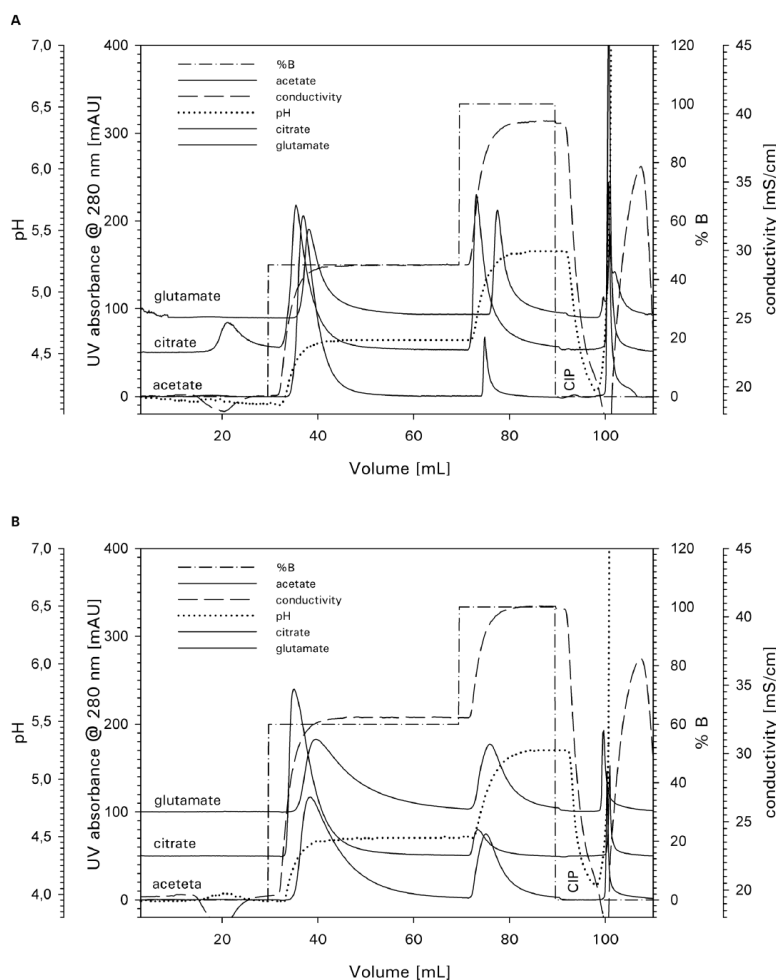 A
7,0
6,5
6,0
5,5
5,0
4,5
pH
400
300
200
100
0
UV absorbance @ 280 nm [mAU]
%B
acetate
conductivity
pH
citrate
glutamate
glutamate
citrate
acetate
CIP
120
100
80
60
40
20
0
% B
45
40
35
30
25
20
conductivity [mS/cm]
20 40 60 80 100
Volume [mL]
B
7,0
6,5
6,0
5,5
5,0
4,5
4,0
pH
400
300
200
100
0
UV absorbance @ 280 nm [mAU]
%B
acetate
conductivity
pH
citrate
glutamate
glutamate
citrate
aceteta
CIP
120
100
80
60
40
20
0
% B
45
40
35
30
25
20
conductivity [mS/cm]
20 40 60 80 100
Volume [mL]